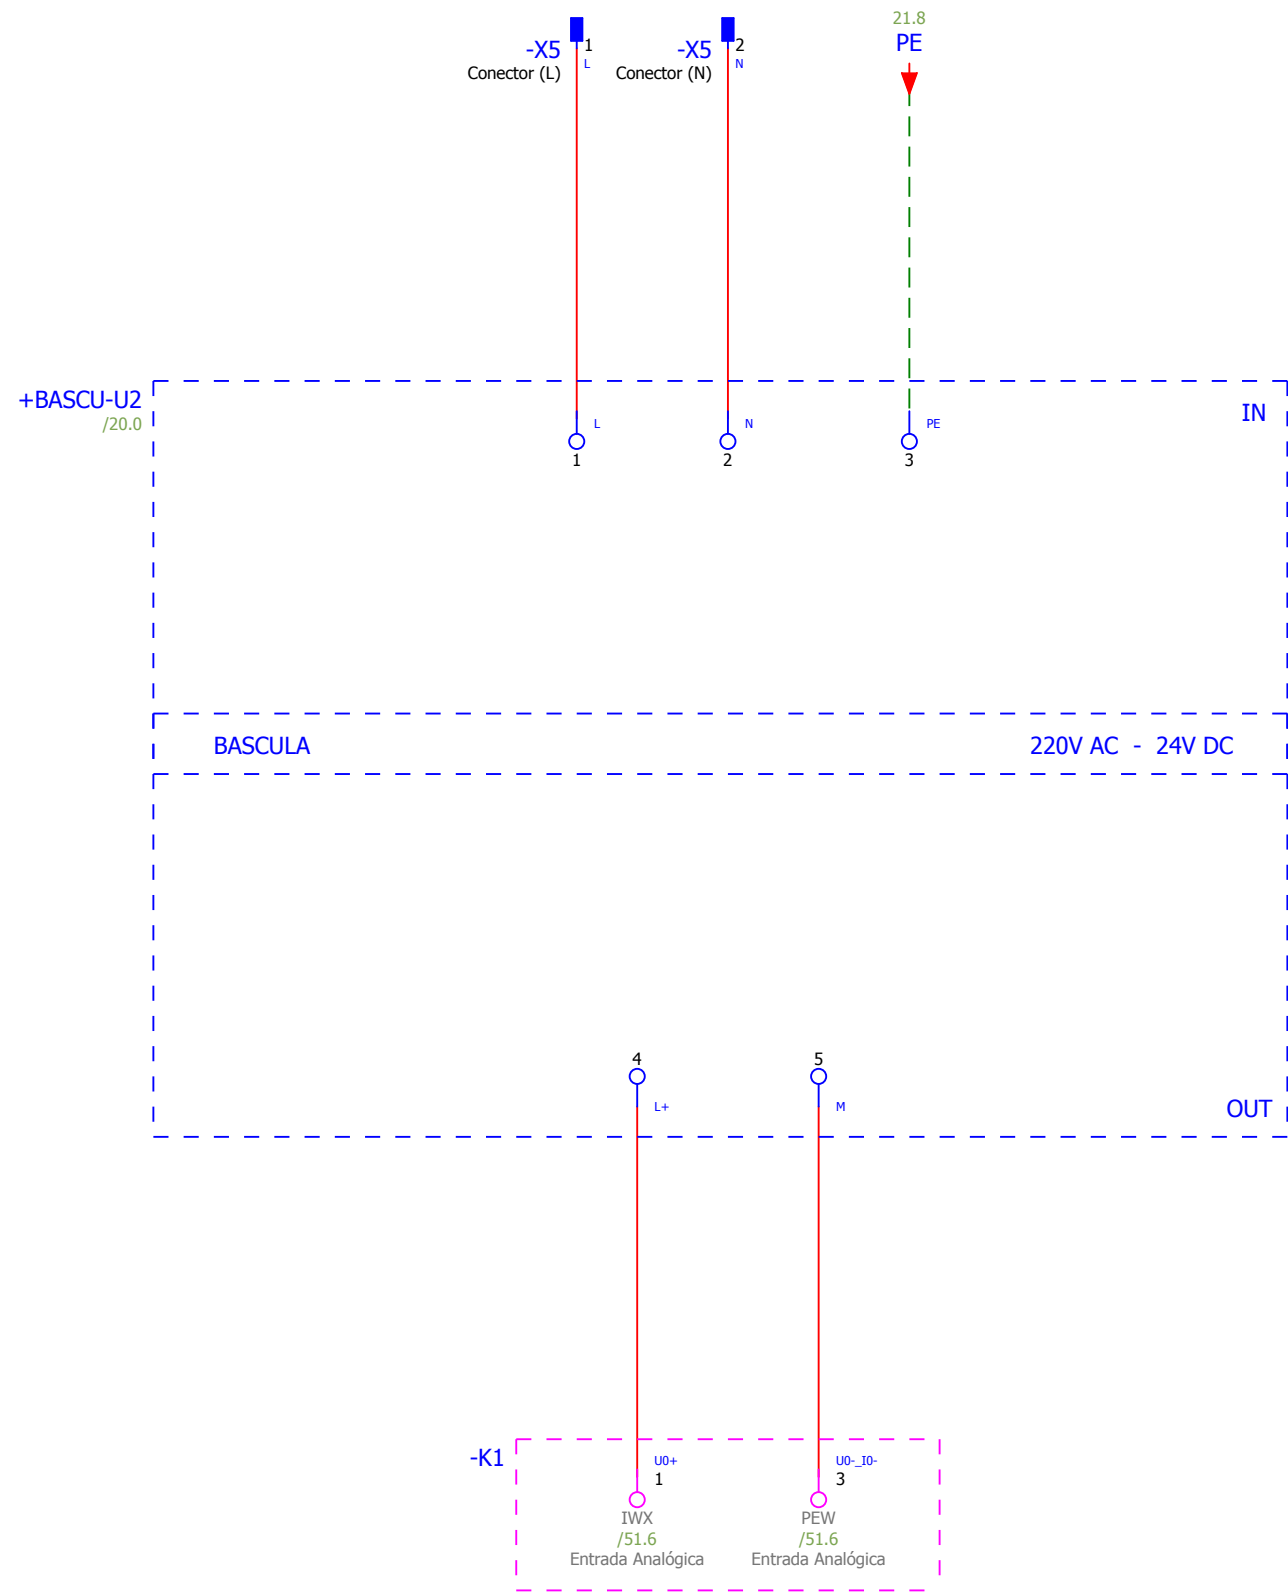 21.8
-X5
1
-X5
2
PE
L
N
Conector (L)
Conector (N)
+BASCU-U2
/20.0
IN
L
N
PE
1
2
3
BASCULA
220V AC - 24V DC
4
5
L+
M
OUT
-K1
U0+
U0-_I0-
1
3
IWX
PEW
/51.6
/51.6
Entrada Analógica
Entrada Analógica